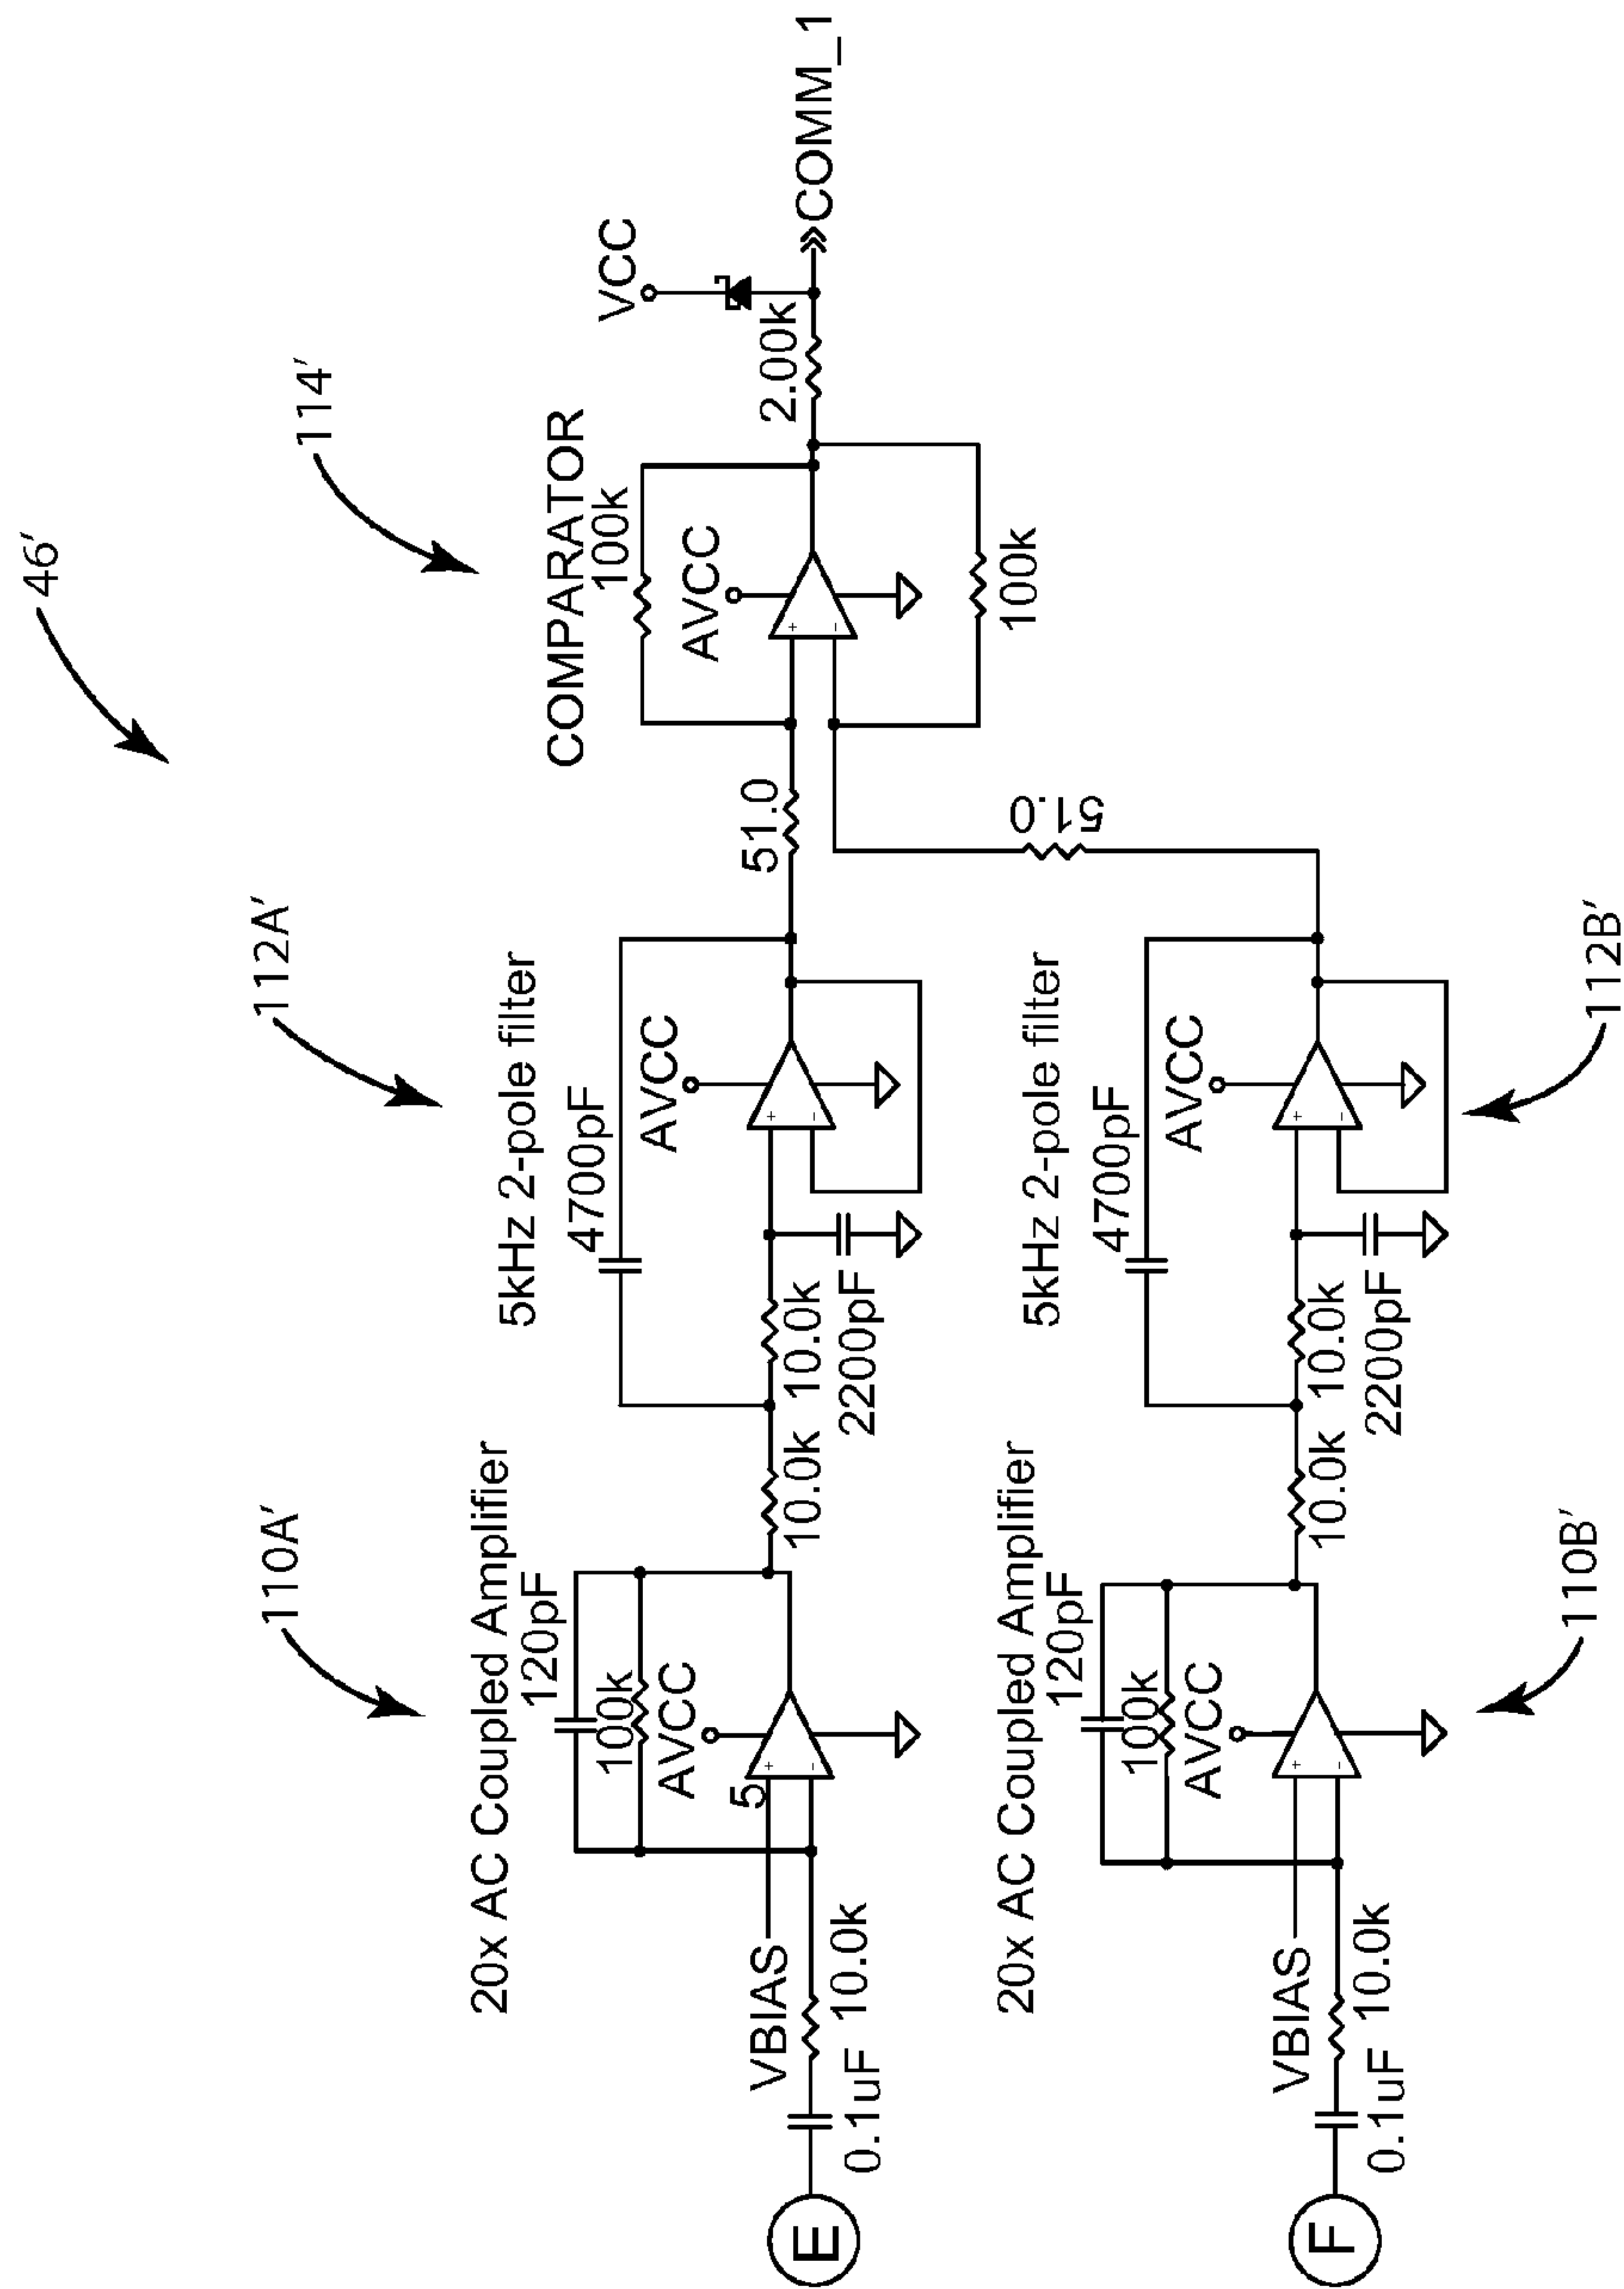 46'
110A'
112A'
114'
20x AC Coupled Amplifier
120pF
100k
AVCC
5
+
-
VBIAS
10.0k
0.1uF
E
10.0k
10.0k
2200pF
5kHz 2-pole filter
4700pF
AVCC
+
-
51.0
COMPARATOR
100k
AVCC
+
-
100k
2.00k
VCC
COMM_1
20x AC Coupled Amplifier
120pF
100k
AVCC
+
-
VBIAS
10.0k
0.1uF
F
10.0k
10.0k
2200pF
5kHz 2-pole filter
4700pF
AVCC
+
-
51.0
110B'
112B'